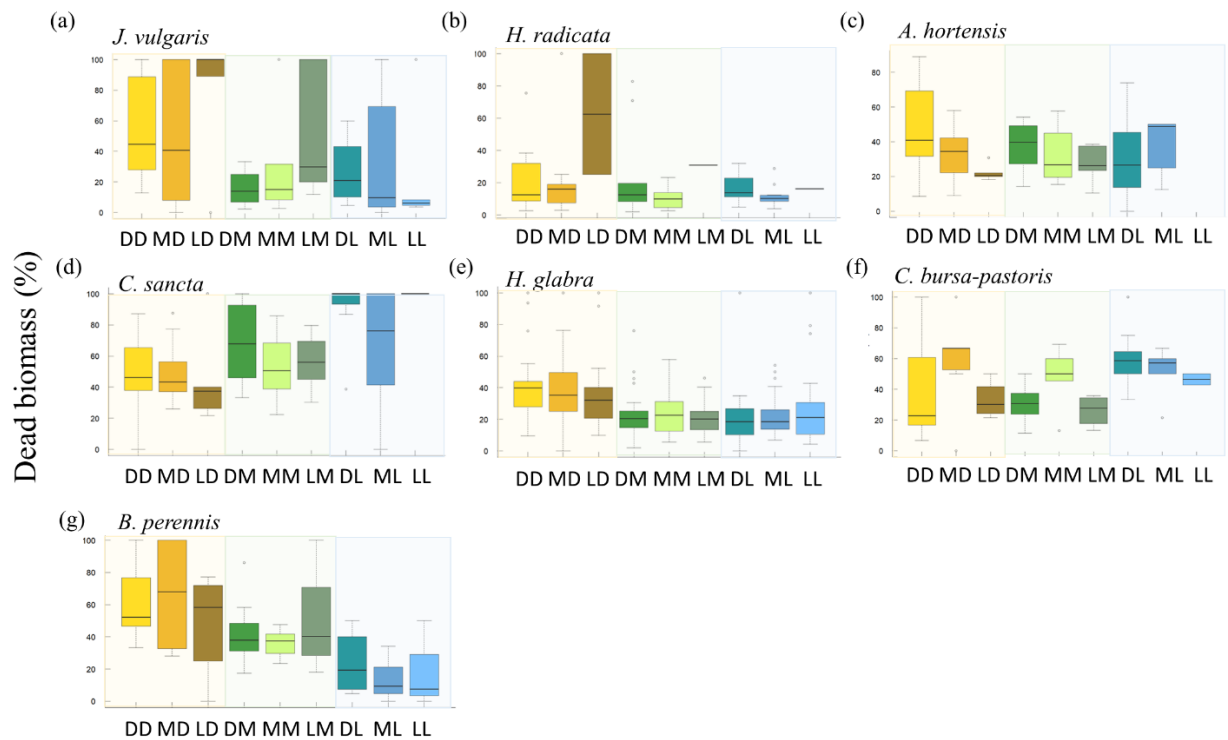 (a)
J. vulgaris
(b)
H. radicata
(c)
A. hortensis
100
80
60
40
20
0
100
80
60
40
20
0
80
60
40
20
0
DD MD LD DM MM LM DL ML LL
DD MD LD DM MM LM DL ML LL
DD MD LD DM MM LM DL ML LL
Dead biomass (%)
(d)
C. sancta
(e)
H. glabra
(f)
C. bursa-pastoris
100
80
60
40
20
0
100
80
60
40
20
0
100
80
60
40
20
0
DD MD LD DM MM LM DL ML LL
DD MD LD DM MM LM DL ML LL
DD MD LD DM MM LM DL ML LL
(g)
B. perennis
100
80
60
40
20
0
DD MD LD DM MM LM DL ML LL